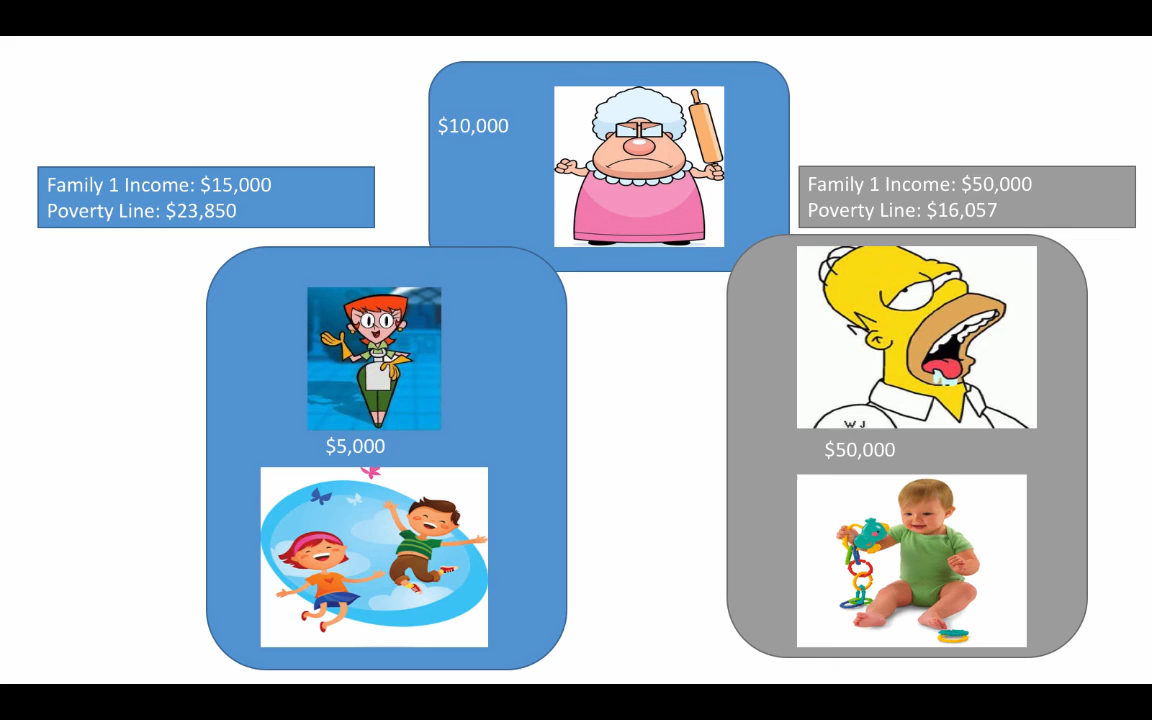 $10,000
Family 1 Income: $15,000
Poverty Line: $23,850
Family 1 Income: $50,000
Poverty Line: $16,057
W J
$5,000
$50,000